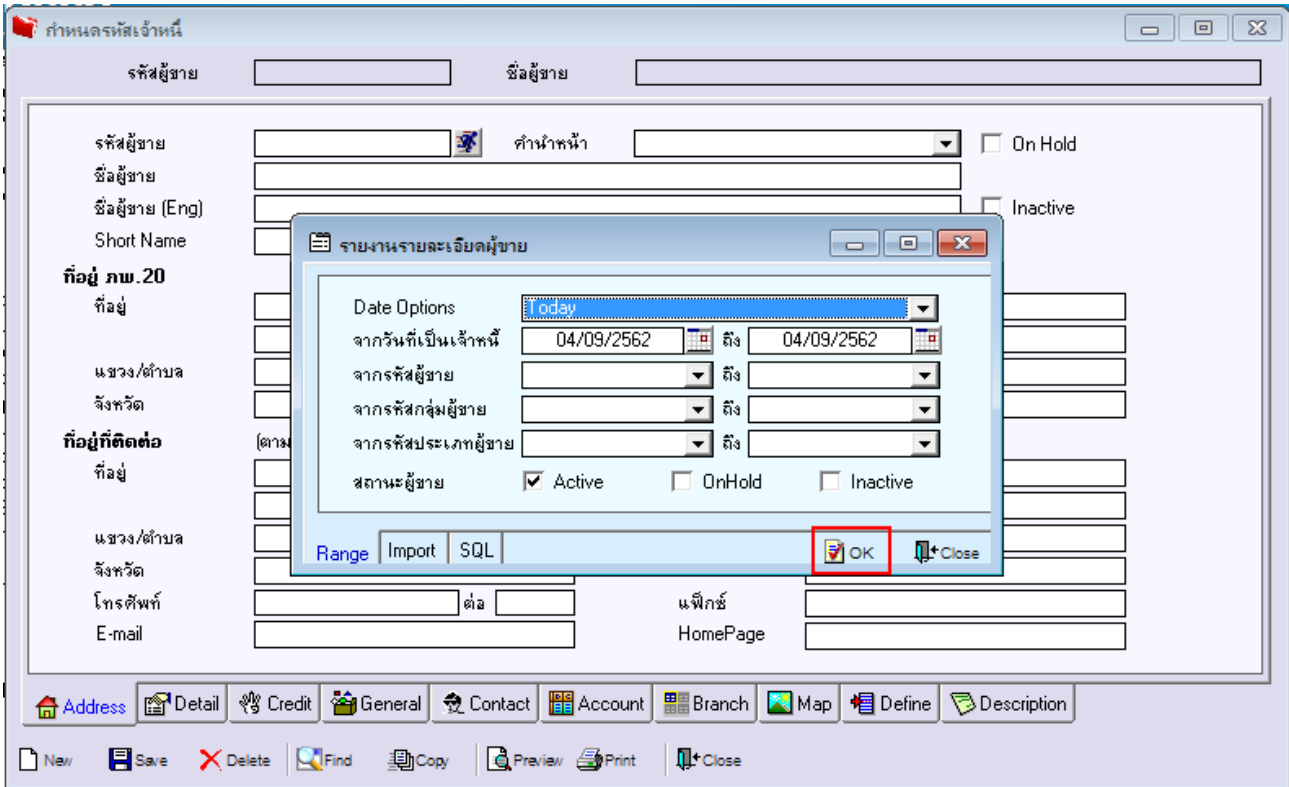 กำหนดรหัสเจ้าหนี้
รหัสผู้ขาย ชื่อผู้ขาย
รหัสผู้ขาย คำนำหน้า On Hold
ชื่อผู้ขาย
ชื่อผู้ขาย (Eng) Inactive
Short Name
รายงานรายละเอียดผู้ขาย
ที่อยู่ ภพ.20
Date Options Today
ที่อยู่
จากวันที่เป็นเจ้าหนี้ 04/09/2562 ถึง 04/09/2562
แขวง/ตำบล
จากรหัสผู้ขาย ถึง
จังหวัด
จากรหัสกลุ่มผู้ขาย ถึง
ที่อยู่ที่ติดต่อ (ตาม
จากรหัสประเภทผู้ขาย ถึง
ที่อยู่
สถานะผู้ขาย Active OnHold Inactive
แขวง/ตำบล
Range Import SQL OK Close
จังหวัด
โทรศัพท์ ต่อ แฟ็กซ์
E-mail HomePage
Address Detail Credit General Contact Account Branch Map Define Description
New Save Delete Find Copy Preview Print Close